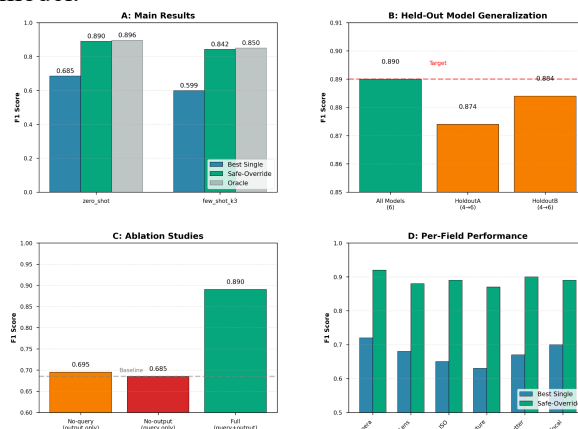 A: Main Results
F1 Score
1.0
0.8
0.6
0.4
0.2
0.0
0.685
0.890
0.896
0.599
0.842
0.850
Best Single
Safe-Override
Oracle
zero_shot
few_shot_k3
B: Held-Out Model Generalization
F1 Score
0.91
0.90
0.89
0.88
0.87
0.86
0.85
0.890
Target
0.874
0.884
All Models
(6)
HoldoutA
(4→6)
HoldoutB
(4→6)
C: Ablation Studies
F1 Score
1.00
0.95
0.90
0.85
0.80
0.75
0.70
0.65
0.60
0.695
Baseline
0.685
0.890
No-query
(output only)
No-output
(query only)
Full
(query+output)
D: Per-Field Performance
F1 Score
1.0
0.9
0.8
0.7
0.6
0.5
Best Single
Safe-Override
ISO